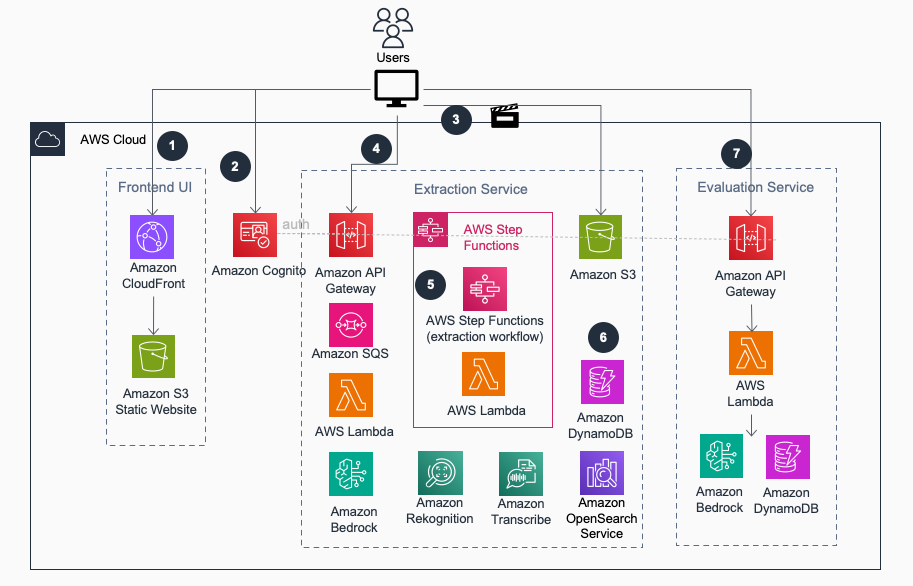 Users
AWS Cloud
1
2
3
4
7
Frontend UI
Extraction Service
Evaluation Service
auth
AWS Step
Functions
Amazon
CloudFront
Amazon Cognito
Amazon API
Gateway
Amazon S3
Amazon API
Gateway
5
AWS Step Functions
(extraction workflow)
6
Amazon SQS
Amazon S3
Static Website
AWS Lambda
AWS Lambda
Amazon
DynamoDB
AWS
Lambda
Amazon
Bedrock
Amazon
Rekognition
Amazon
Transcribe
Amazon
OpenSearch
Service
Amazon
Bedrock
Amazon
DynamoDB